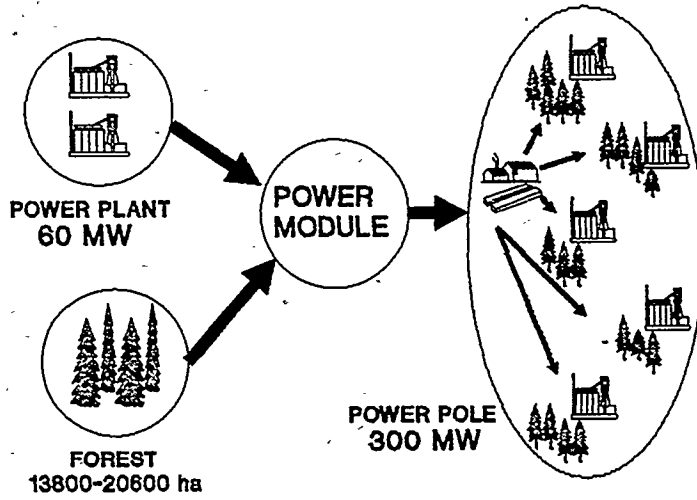 POWER PLANT
60 MW
POWER
MODULE
FOREST
13800-20600 ha
POWER POLE
300 MW